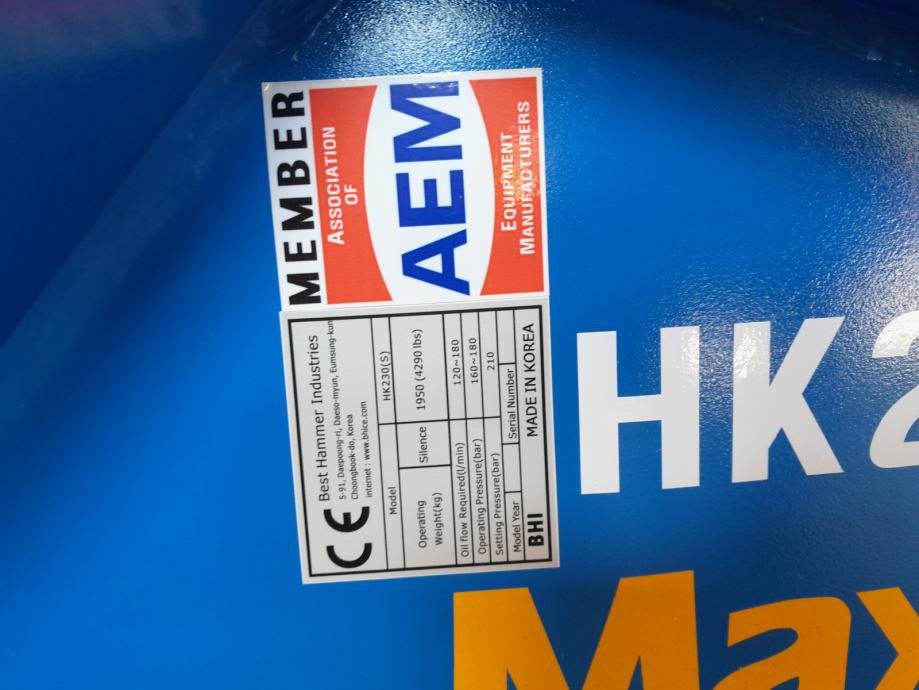 MEMBER
ASSOCIATION
OF
AEM
EQUIPMENT
MANUFACTURERS
CE
Best Hammer Industries
5-91, Daepoong-ri, Daeso-myun, Eumsung-kun
Choongbook-do, Korea
internet : www.bhice.com
Model HK230(S)
Operating Weight(kg) Silence 1950 (4290 lbs)
Oil flow Required(l/min) 120~180
Operating Pressure(bar) 160~180
Setting Pressure(bar) 210
Model Year Serial Number
BHI MADE IN KOREA
HK2
Max